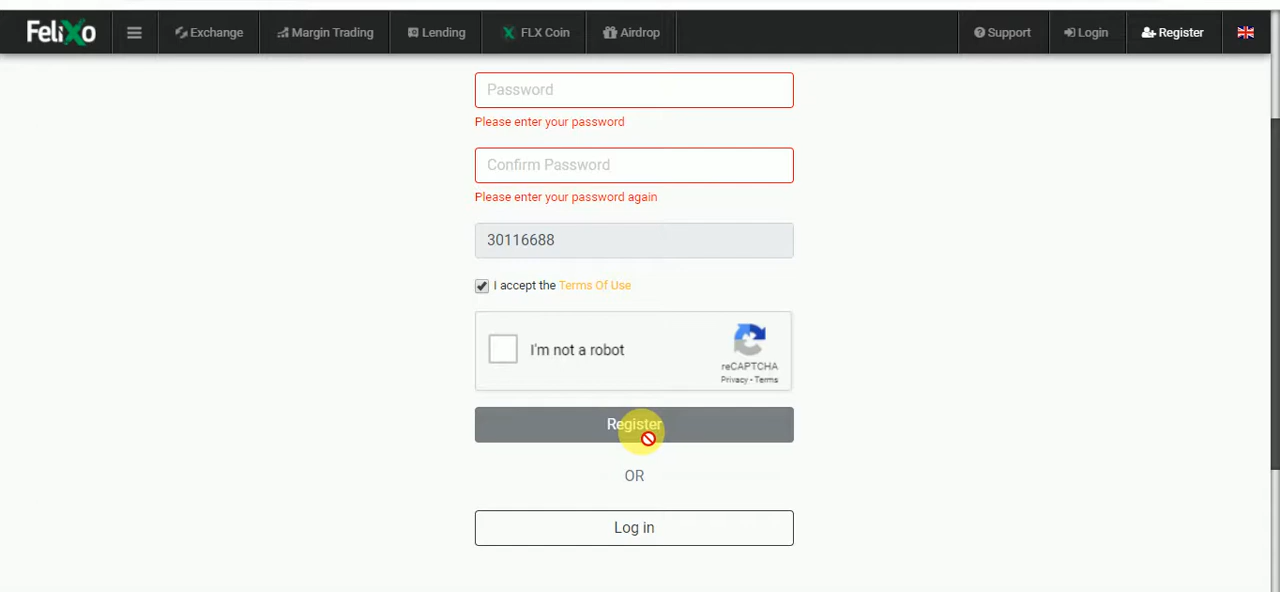 FeliXo Exchange Margin Trading Lending FLX Coin Airdrop Support Login Register
Password
Please enter your password
Confirm Password
Please enter your password again
30116688
I accept the Terms Of Use
I'm not a robot
reCAPTCHA
Privacy - Terms
Register
OR
Log in